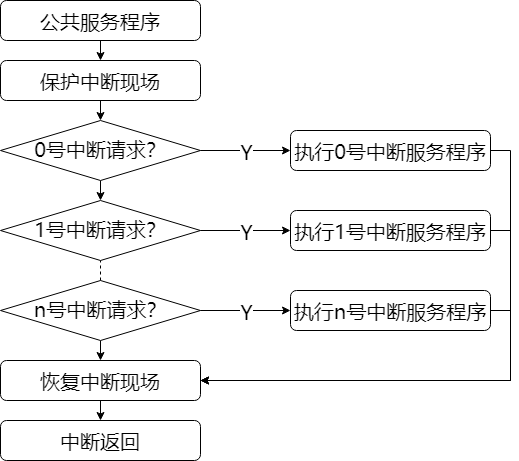 公共服务程序
保护中断现场
0号中断请求?
Y
执行0号中断服务程序
1号中断请求?
Y
执行1号中断服务程序
n号中断请求?
Y
执行n号中断服务程序
恢复中断现场
中断返回